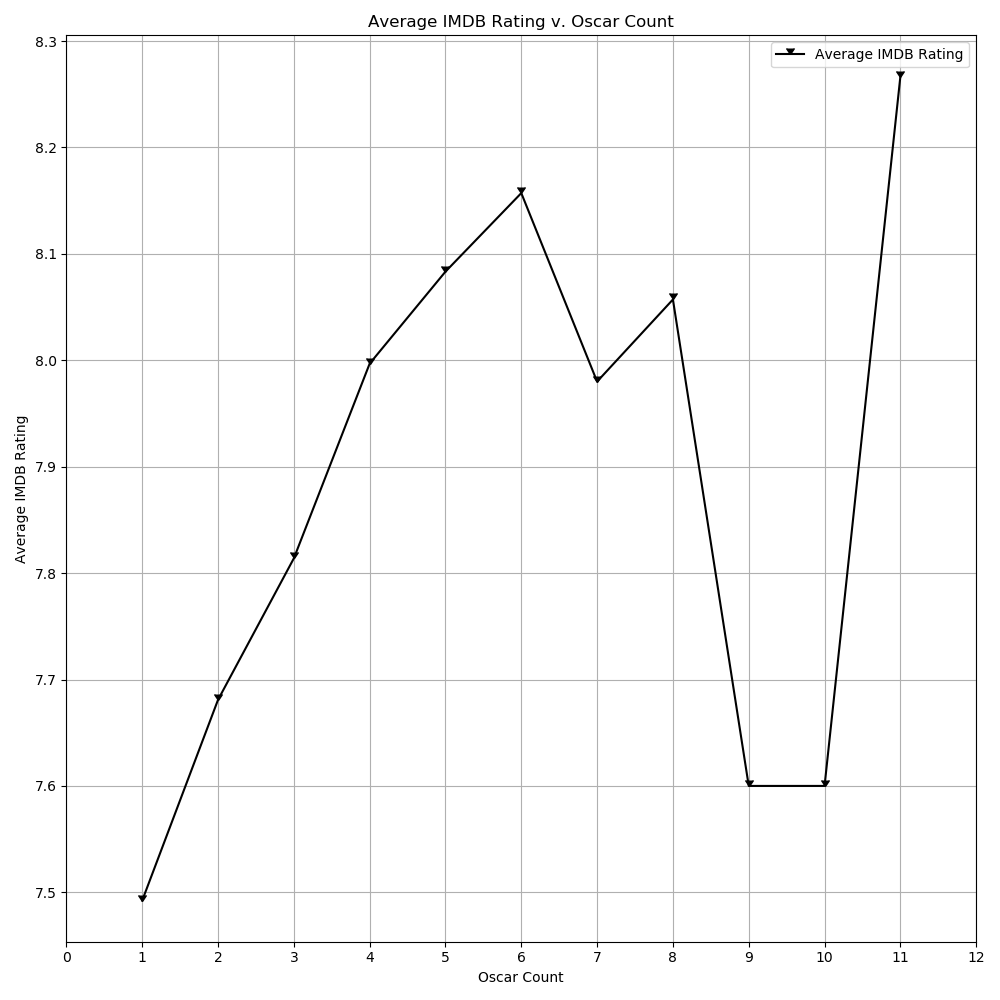 Average IMDB Rating v. Oscar Count
Average IMDB Rating
8.3
8.2
8.1
8.0
7.9
7.8
7.7
7.6
7.5
Average IMDB Rating
0 1 2 3 4 5 6 7 8 9 10 11 12
Oscar Count